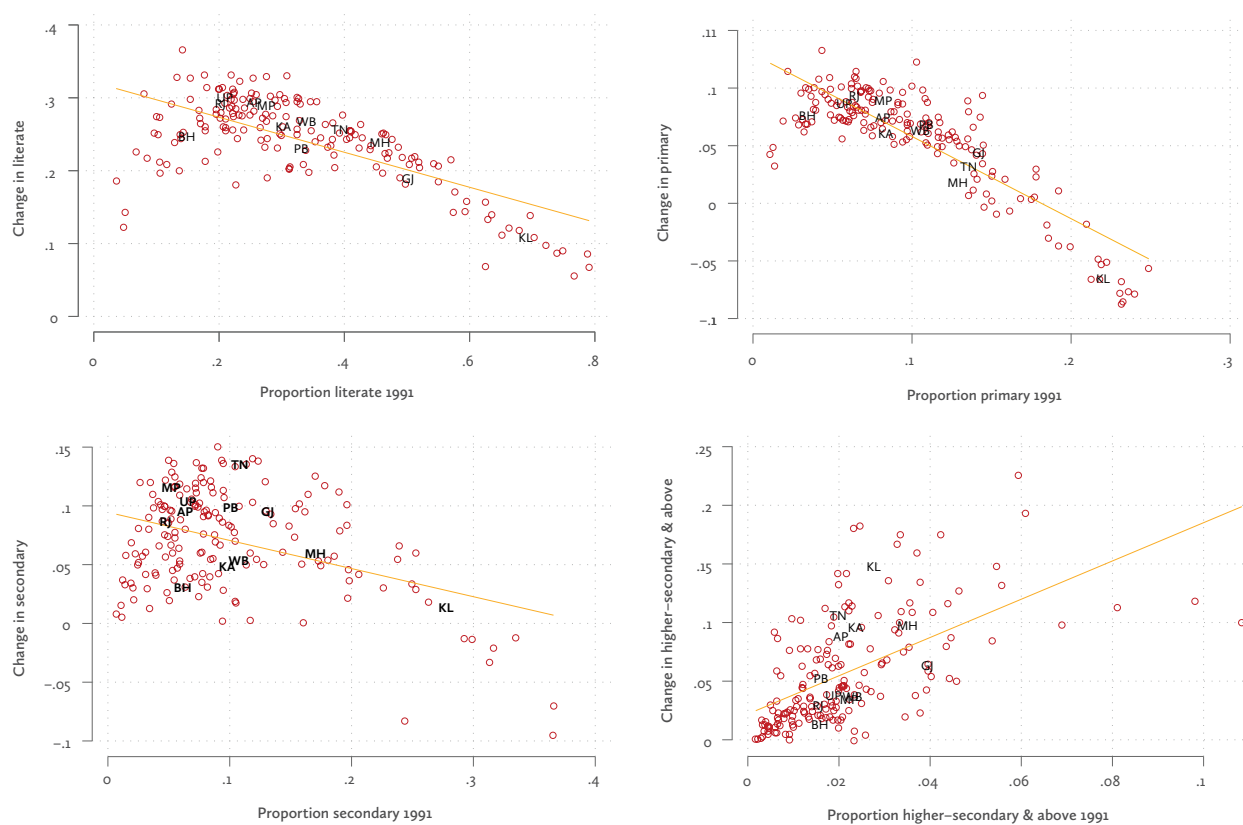 .4
.3
.2
.1
0
Change in literate
0
.2
.4
.6
.8
Proportion literate 1991
UP
RJ
AP
MP
BH
KA
WB
PB
TN
MH
GJ
KL
.11
.1
.05
0
−.05
−.1
Change in primary
0
.1
.2
.3
Proportion primary 1991
RJ
UP
MP
BH
AP
KA
WB
PB
GJ
TN
MH
KL
.15
.1
.05
0
−.05
−.1
Change in secondary
0
.1
.2
.3
.4
Proportion secondary 1991
TN
MP
UP
AP
RJ
PB
GJ
WB
KA
MH
BH
KL
.25
.2
.15
.1
.05
0
Change in higher−secondary & above
0
.02
.04
.06
.08
.1
Proportion higher−secondary & above 1991
KL
TN
KA
AP
MH
GJ
PB
UP
MP
WB
RJ
BH